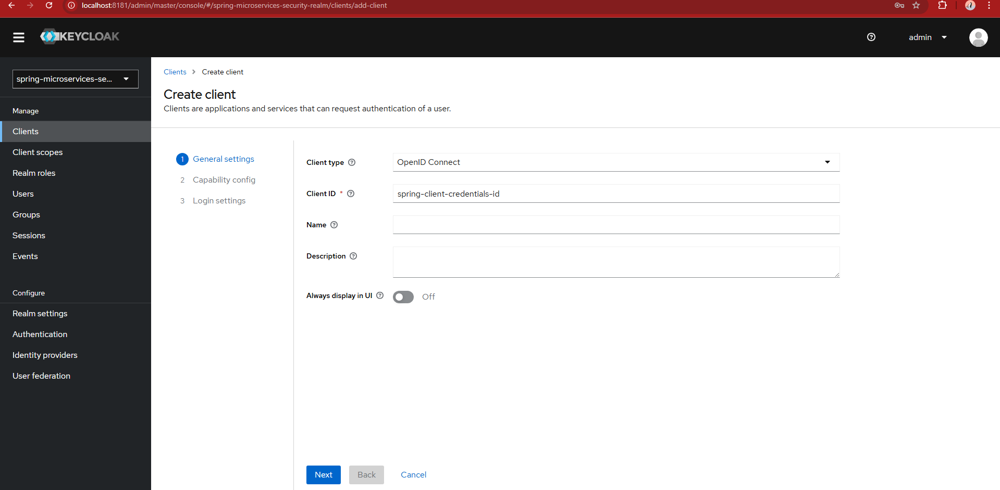 localhost:8181/admin/master/console/#/spring-microservices-security-realm/clients/add-client
KEYCLOAK
admin
spring-microservices-se...
Manage
Clients
Client scopes
Realm roles
Users
Groups
Sessions
Events
Configure
Realm settings
Authentication
Identity providers
User federation
Clients > Create client
Create client
Clients are applications and services that can request authentication of a user.
1 General settings
2 Capability config
3 Login settings
Client type ? OpenID Connect
Client ID * ? spring-client-credentials-id
Name ?
Description ?
Always display in UI ? Off
Next Back Cancel